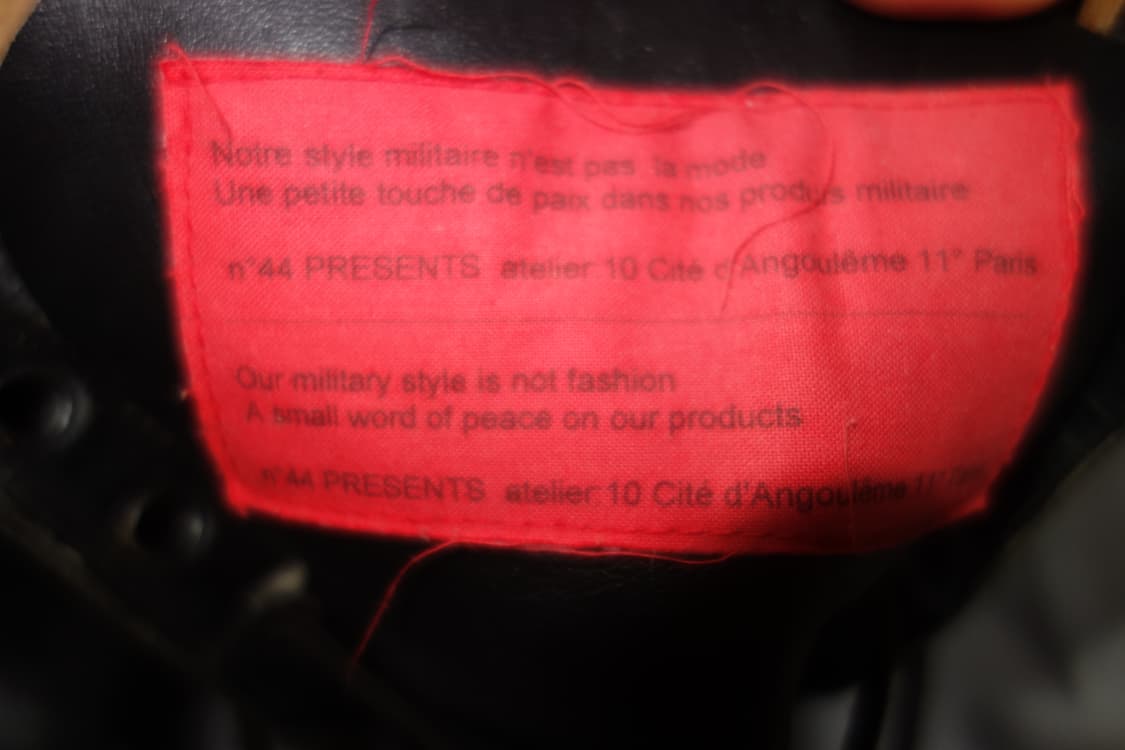 Notre style militaire n'est pas la mode
Une petite touche de paix dans nos produis militaire
n°44 PRESENTS atelier 10 Cité d'Angoulême 11° Paris
Our military style is not fashion
A small word of peace on our products
n°44 PRESENTS atelier 10 Cité d'Angoulême 11°